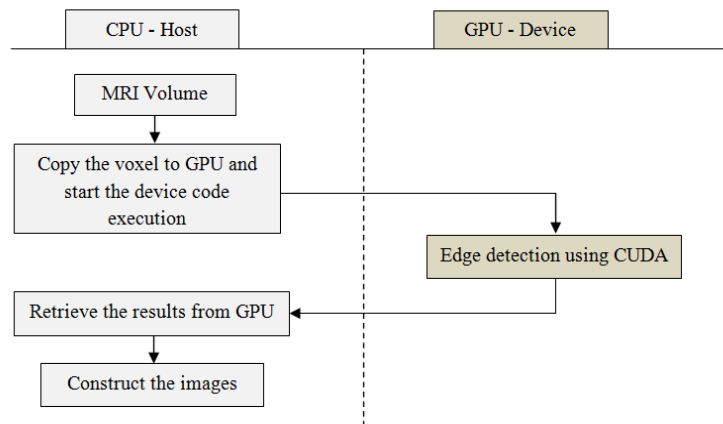 CPU - Host
GPU - Device
MRI Volume
Copy the voxel to GPU and
start the device code
execution
Edge detection using CUDA
Retrieve the results from GPU
Construct the images